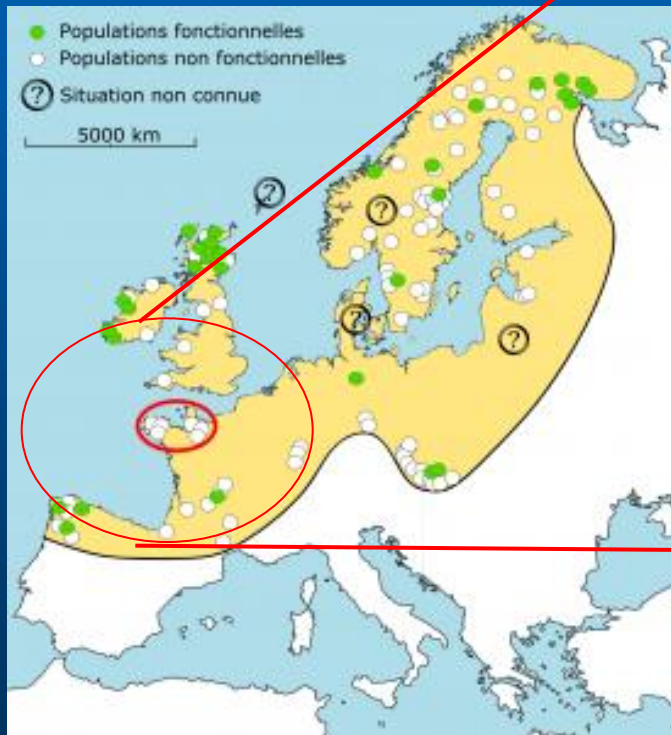 Populations fonctionnelles
Populations non fonctionnelles
? Situation non connue
5000 km
?
?
?
?